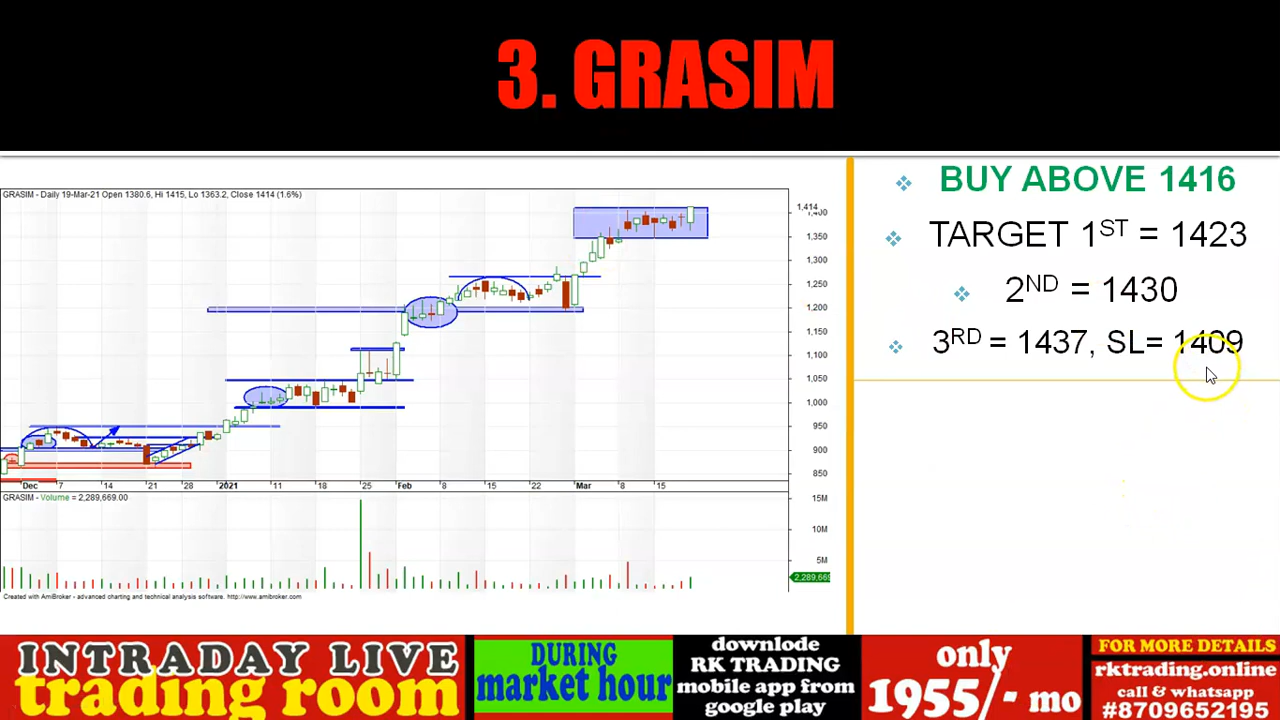 3. GRASIM
GRASIM - Daily 19-Mar-21 Open 1380.6, Hi 1415, Lo 1363.2, Close 1414 (1.6%)
1,414
1,400
1,350
1,300
1,250
1,200
1,150
1,100
1,050
1,000
950
900
850
Dec 7 14 21 28 2021 11 18 25 Feb 8 15 22 Mar 8 15
GRASIM - Volume = 2,289,669.00
15M
10M
5M
2,289,669
Created with AmiBroker - advanced charting and technical analysis software. http://www.amibroker.com
BUY ABOVE 1416
TARGET 1ST = 1423
2ND = 1430
3RD = 1437, SL= 1409
INTRADAY LIVE
trading room
DURING
market hour
downlode
RK TRADING
mobile app from
google play
only
1955/- mo
FOR MORE DETAILS
rktrading.online
call & whatsapp
#8709652195